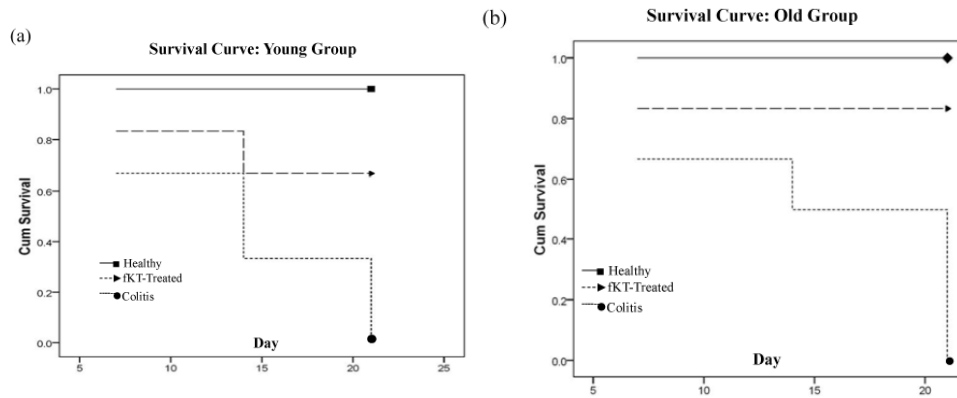 (a)
Survival Curve: Young Group
Cum Survival
1.0
0.8
0.6
0.4
0.2
0.0
Healthy
fKT-Treated
Colitis
Day
5
10
15
20
25
(b)
Survival Curve: Old Group
Cum Survival
1.0
0.8
0.6
0.4
0.2
0.0
Healthy
fKT-Treated
Colitis
Day
5
10
15
20